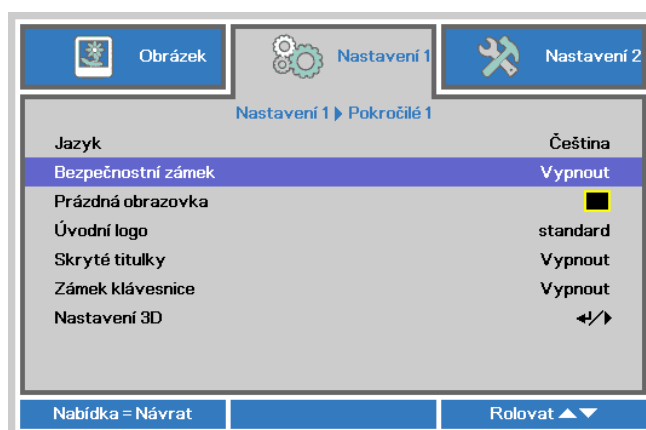 Obrázek Nastavení 1 Nastavení 2
Nastavení 1 Pokročilé 1
Jazyk Čeština
Bezpečnostní zámek Vypnout
Prázdná obrazovka
Úvodní logo standard
Skryté titulky Vypnout
Zámek klávesnice Vypnout
Nastavení 3D
Nabídka = Návrat Rolovat